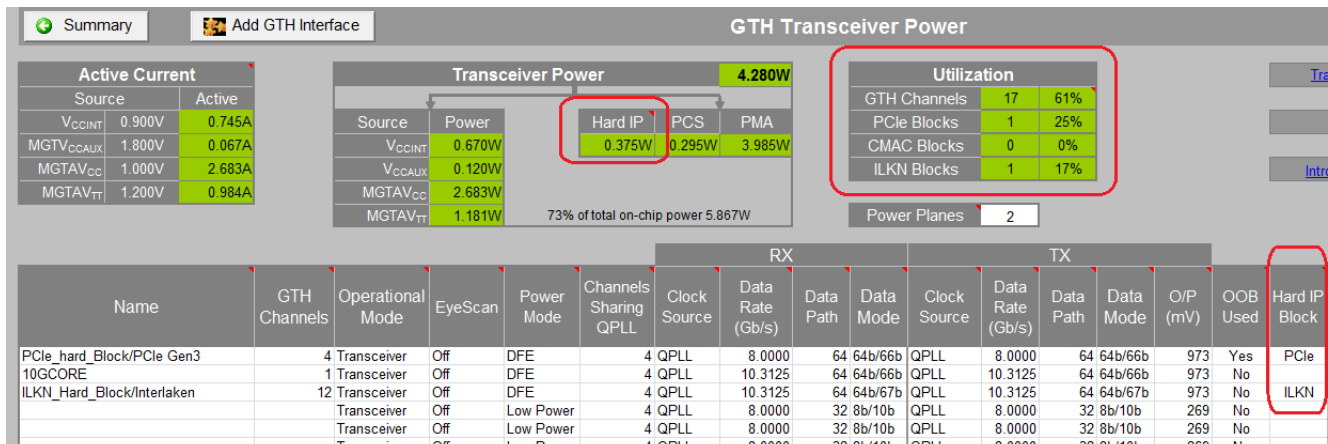 Summary Add GTH Interface GTH Transceiver Power
Active Current
Source Active
VCCINT 0.900V 0.745A
MGTVCCAUX 1.800V 0.067A
MGTAVCC 1.000V 2.683A
MGTAVTT 1.200V 0.984A
Transceiver Power 4.280W
Source Power Hard IP PCS PMA
VCCINT 0.670W 0.375W 0.295W 3.985W
VCCAUX 0.120W
MGTAVCC 2.683W
MGTAVTT 1.181W 73% of total on-chip power 5.867W
Utilization
GTH Channels 17 61%
PCIe Blocks 1 25%
CMAC Blocks 0 0%
ILKN Blocks 1 17%
Power Planes 2
RX TX
Name GTH Channels Operational Mode EyeScan Power Mode Channels Sharing QPLL Clock Source Data Rate (Gb/s) Data Path Data Mode Clock Source Data Rate (Gb/s) Data Path Data Mode O/P (mV) OOB Used Hard IP Block
PCIe_hard_Block/PCIe Gen3 4 Transceiver Off DFE 4 QPLL 8.0000 64 64b/66b QPLL 8.0000 64 64b/66b 973 Yes PCIe
10GCORE 1 Transceiver Off DFE 4 QPLL 10.3125 64 64b/66b QPLL 10.3125 64 64b/66b 973 No
ILKN_Hard_Block/Interlaken 12 Transceiver Off DFE 4 QPLL 10.3125 64 64b/67b QPLL 10.3125 64 64b/67b 973 No ILKN
Transceiver Off Low Power 4 QPLL 8.0000 32 8b/10b QPLL 8.0000 32 8b/10b 269 No
Transceiver Off Low Power 4 QPLL 8.0000 32 8b/10b QPLL 8.0000 32 8b/10b 269 No